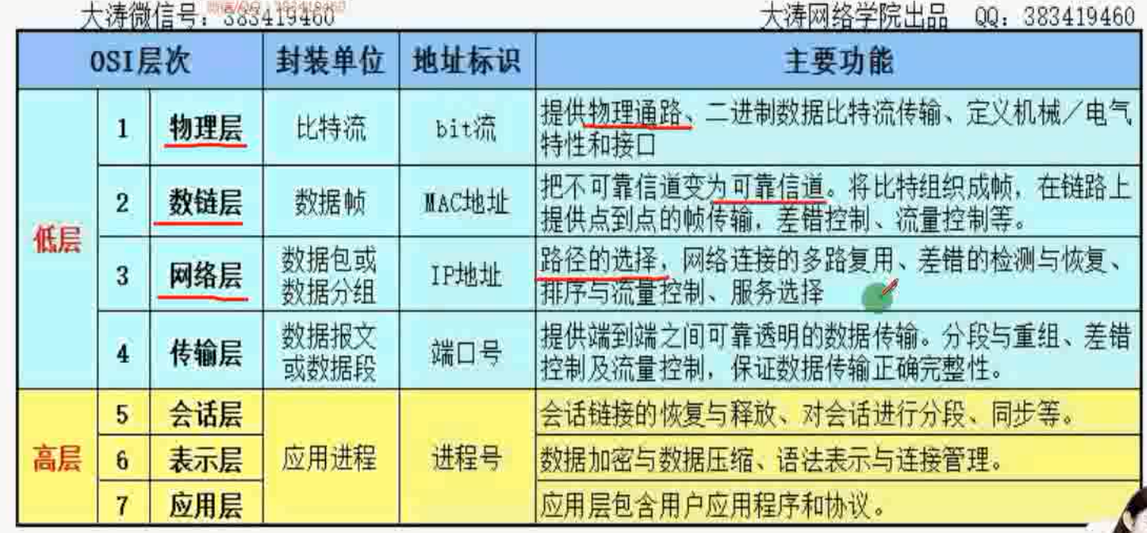 大涛微信号：383419460
大涛网络学院出品 QQ：383419460
OSI层次 封装单位 地址标识 主要功能
低层
1 物理层 比特流 bit流
提供物理通路、二进制数据比特流传输、定义机械／电气
特性和接口
2 数链层 数据帧 MAC地址
把不可靠信道变为可靠信道。将比特组织成帧，在链路上
提供点到点的帧传输，差错控制、流量控制等。
3 网络层
数据包或
数据分组
IP地址
路径的选择，网络连接的多路复用、差错的检测与恢复、
排序与流量控制、服务选择
4 传输层
数据报文
或数据段
端口号
提供端到端之间可靠透明的数据传输。分段与重组、差错
控制及流量控制，保证数据传输正确完整性。
高层
5 会话层
会话链接的恢复与释放、对会话进行分段、同步等。
6 表示层 应用进程 进程号
数据加密与数据压缩、语法表示与连接管理。
7 应用层
应用层包含用户应用程序和协议。